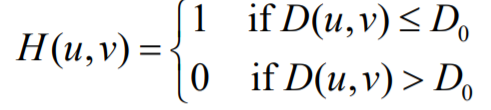 H(u,v) = { 1 if D(u,v) ≤ D₀
0 if D(u,v) > D₀